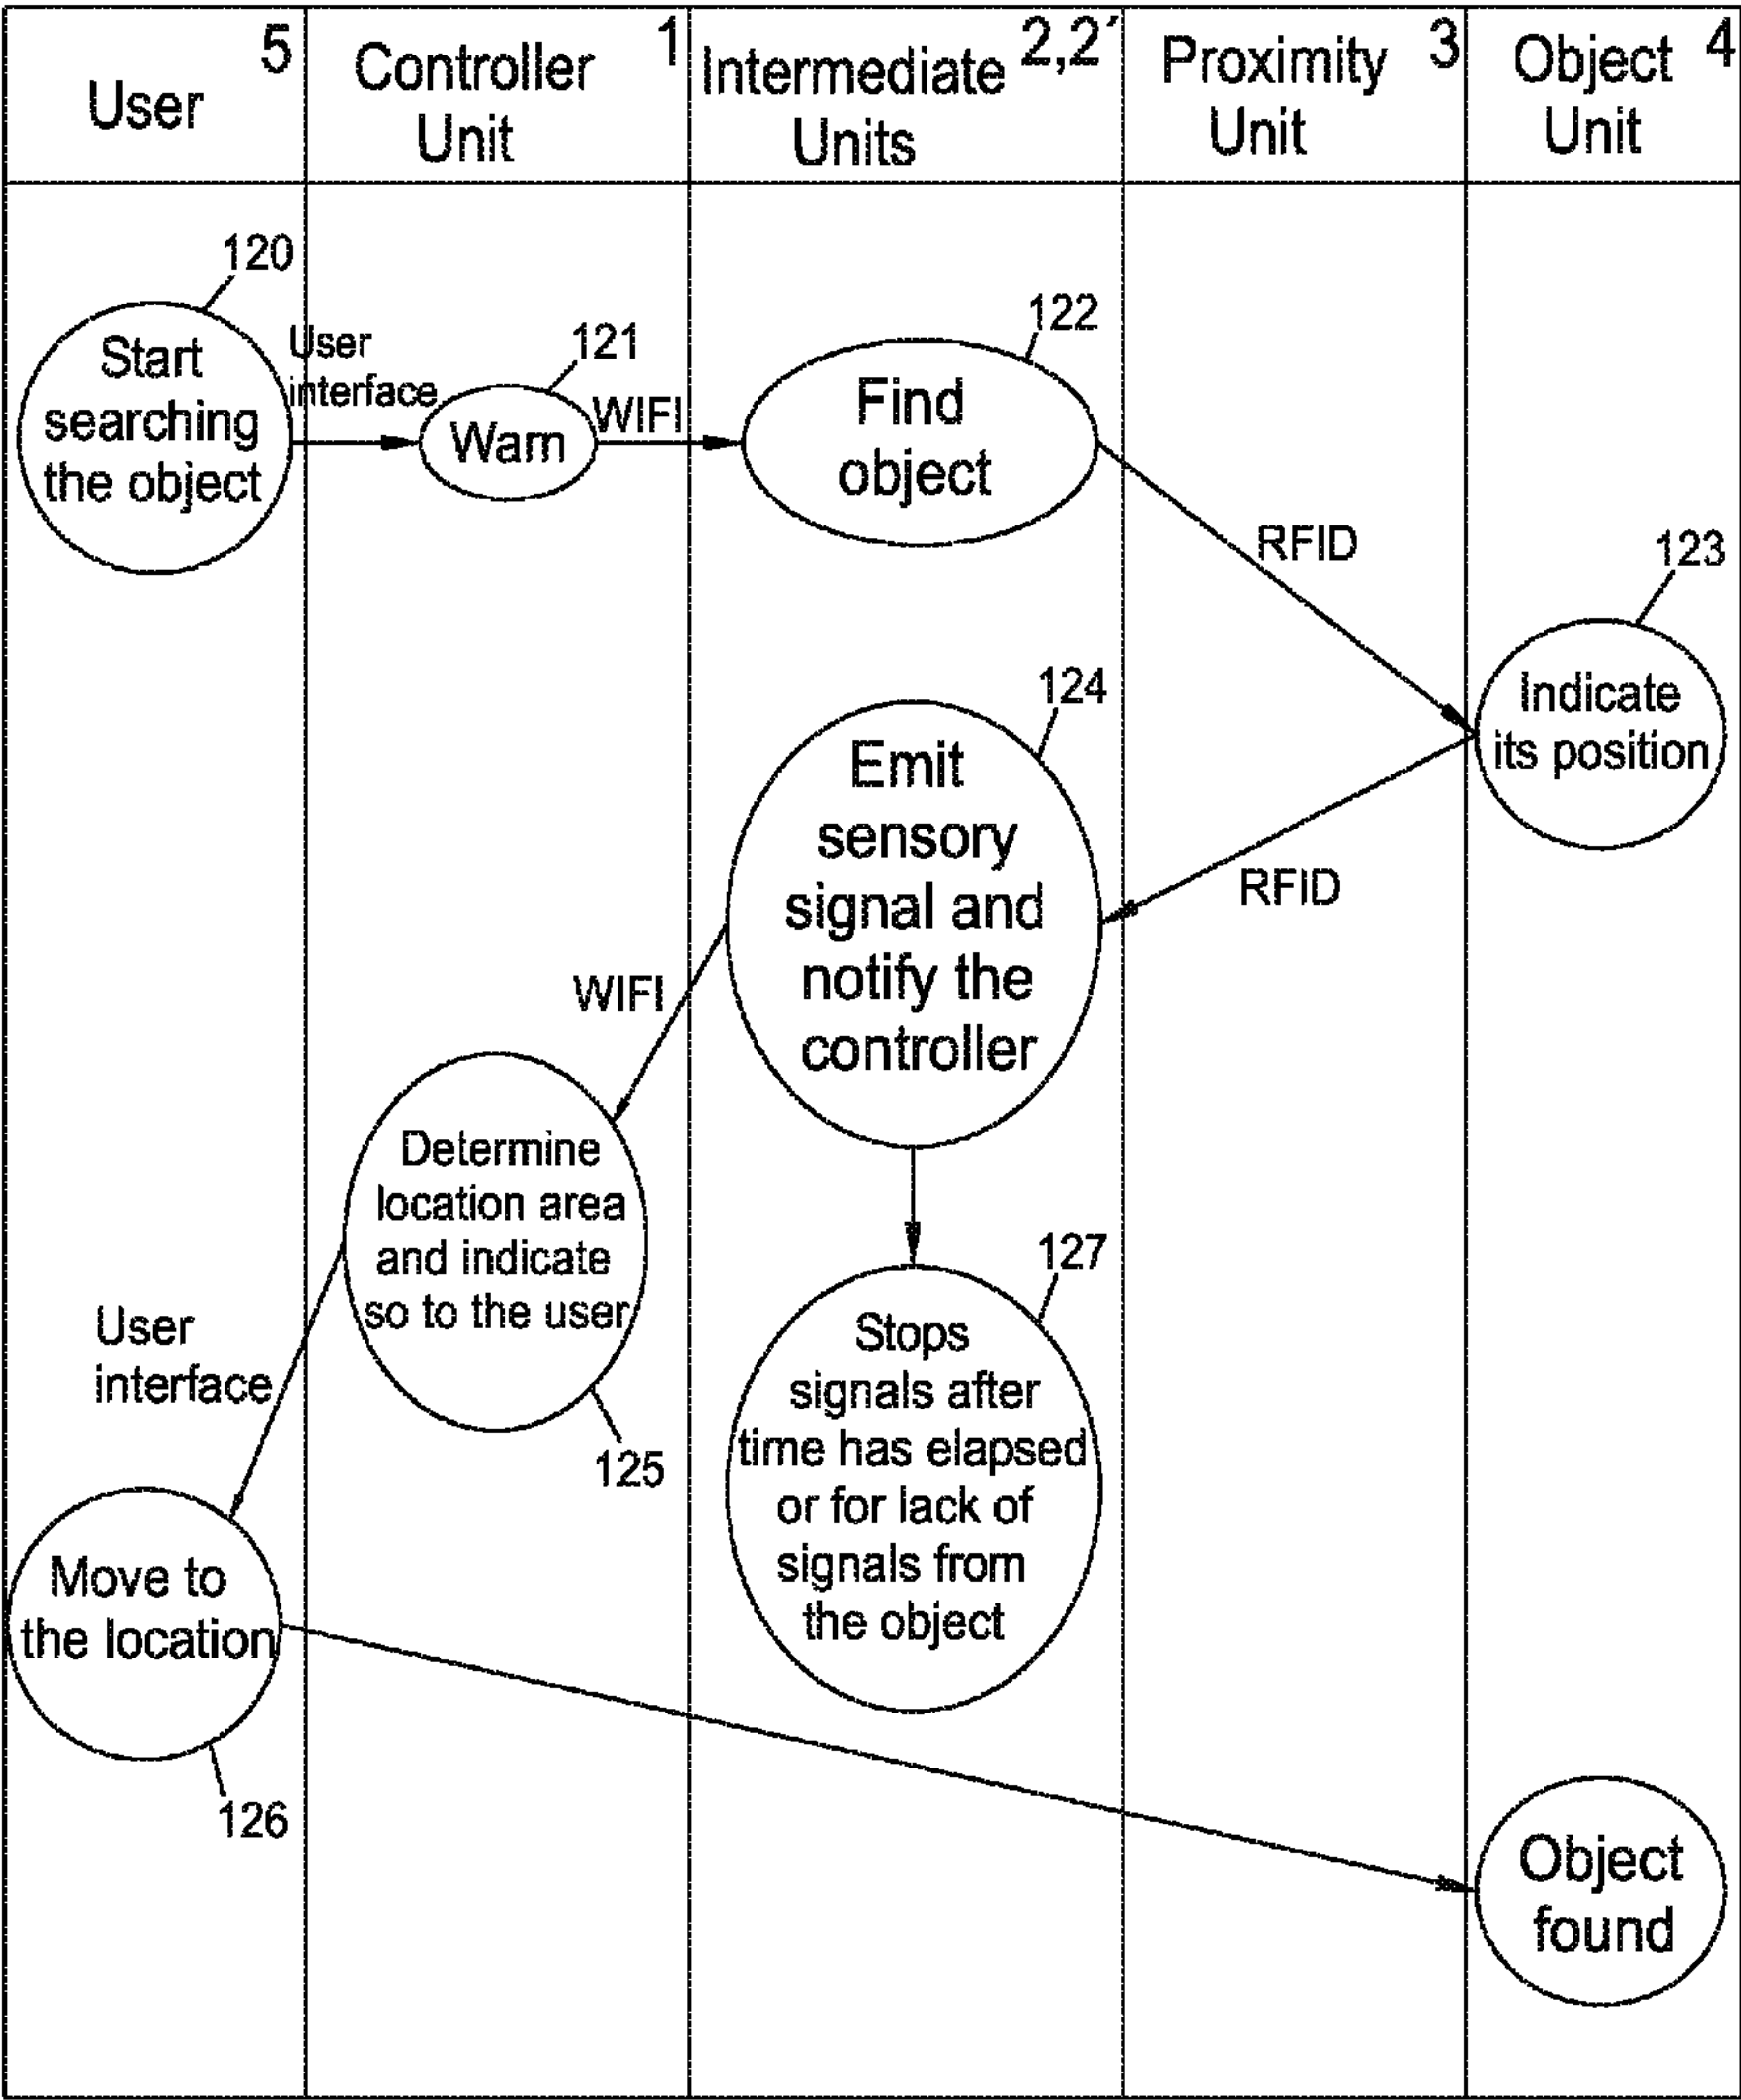 User
5
Controller
Unit
1
Intermediate
Units
2,2´
Proximity
Unit
3
Object
Unit
4
120
Start
searching
the object
User
interface
121
Warn
WIFI
122
Find
object
RFID
123
Indicate
its position
RFID
124
Emit
sensory
signal and
notify the
controller
WIFI
Determine
location area
and indicate
so to the user
125
127
Stops
signals after
time has elapsed
or for lack of
signals from
the object
User
interface
Move to
the location
126
Object
found